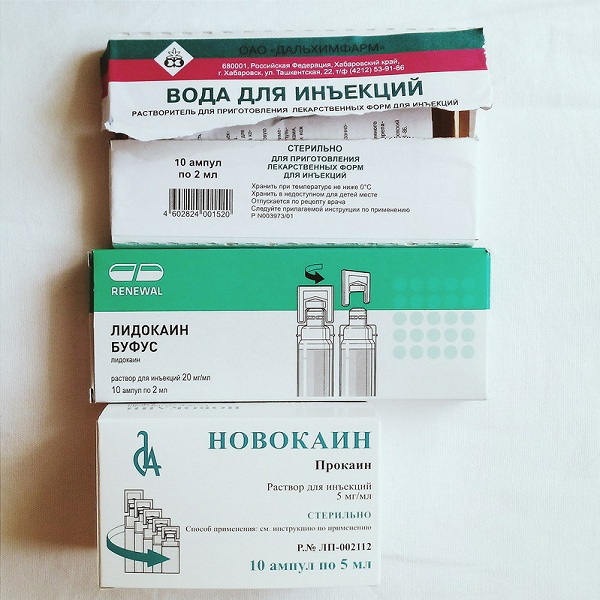 ОАО «ДАЛЬХИМФАРМ»
680001, Российская Федерация, Хабаровский край,
г. Хабаровск, ул. Ташкентская, 22, т/ф (4212) 53-91-86
ВОДА ДЛЯ ИНЪЕКЦИЙ
РАСТВОРИТЕЛЬ ДЛЯ ПРИГОТОВЛЕНИЯ ЛЕКАРСТВЕННЫХ ФОРМ ДЛЯ ИНЪЕКЦИЙ
10 ампул
по 2 мл
4 602824 001520
СТЕРИЛЬНО
ДЛЯ ПРИГОТОВЛЕНИЯ
ЛЕКАРСТВЕННЫХ ФОРМ
ДЛЯ ИНЪЕКЦИЙ
Хранить при температуре не ниже 0°С
Хранить в недоступном для детей месте
Отпускается по рецепту врача
Следуйте прилагаемой инструкции по применению
Р N003973/01
RENEWAL
ЛИДОКАИН
БУФУС
лидокаин
раствор для инъекций 20 мг/мл
10 ампул по 2 мл
НОВОКАИН
Прокаин
Раствор для инъекций
5 мг/мл
СТЕРИЛЬНО
Способ применения: см. инструкцию по применению
Р.№ ЛП-002112
10 ампул по 5 мл